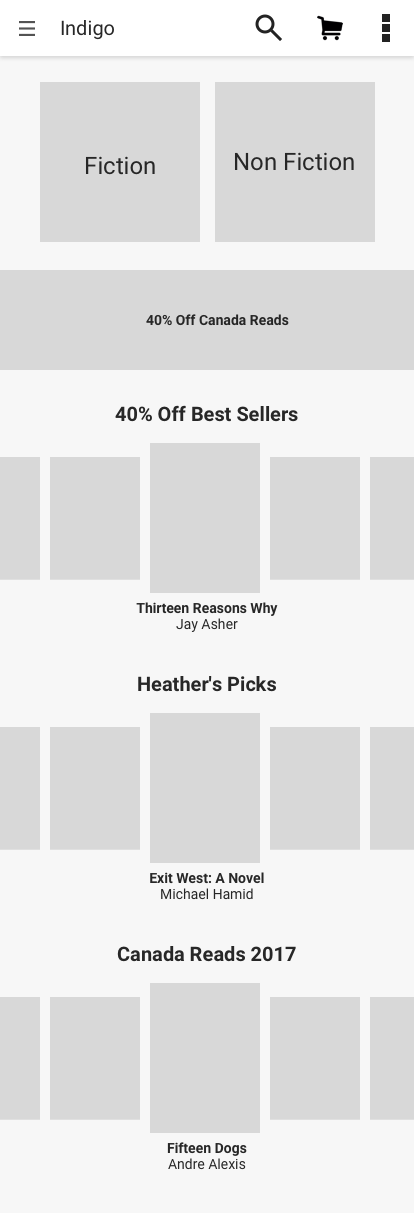 Indigo
Fiction
Non Fiction
40% Off Canada Reads
40% Off Best Sellers
Thirteen Reasons Why
Jay Asher
Heather's Picks
Exit West: A Novel
Michael Hamid
Canada Reads 2017
Fifteen Dogs
Andre Alexis